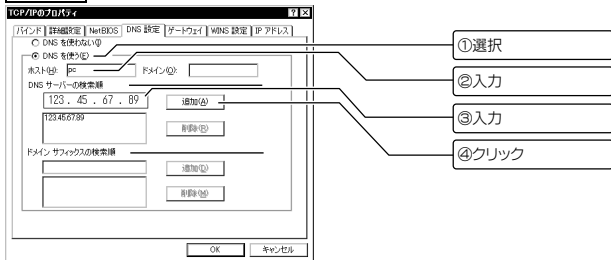 TCP/IPのプロパティ
バインド 詳細設定 NetBIOS DNS 設定 ゲートウェイ WINS 設定 IP アドレス
DNS を使わない(I)
DNS を使う(E)
ホスト(H): pc ドメイン(O):
DNS サーバーの検索順
123 . 45 . 67 . 89 追加(A)
123.45.67.89
削除(R)
ドメイン サフィックスの検索順
追加(D)
削除(M)
OK キャンセル
①選択
②入力
③入力
④クリック